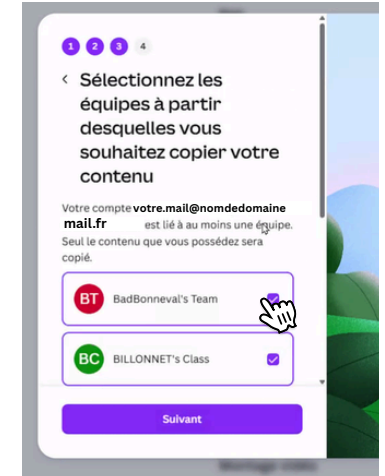 1 2 3 4
< Sélectionnez les
équipes à partir
desquelles vous
souhaitez copier votre
contenu
Votre compte votre.mail@nomdedomaine
mail.fr est lié à au moins une équipe.
Seul le contenu que vous possédez sera
copié.
BT BadBonneval's Team
BC BILLONNET's Class
Suivant